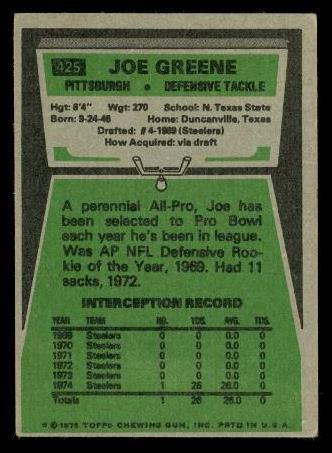 425 JOE GREENE
PITTSBURGH • DEFENSIVE TACKLE
Hgt: 6'4" Wgt: 270 School: N. Texas State
Born: 9-24-46 Home: Duncanville, Texas
Drafted: #4-1969 (Steelers)
How Acquired: via draft
A perennial All-Pro, Joe has
been selected to Pro Bowl
each year he's been in league.
Was AP NFL Defensive Roo-
kie of the Year, 1969. Had 11
sacks, 1972.
INTERCEPTION RECORD
YEAR TEAM NO. YDS. AVG. TDS.
1969 Steelers 0 0 0.0 0
1970 Steelers 0 0 0.0 0
1971 Steelers 0 0 0.0 0
1972 Steelers 0 0 0.0 0
1973 Steelers 0 0 0.0 0
1974 Steelers 1 26 26.0 0
Totals 1 26 26.0 0
© 1975 TOPPS CHEWING GUM, INC. PRTD IN U.S.A.